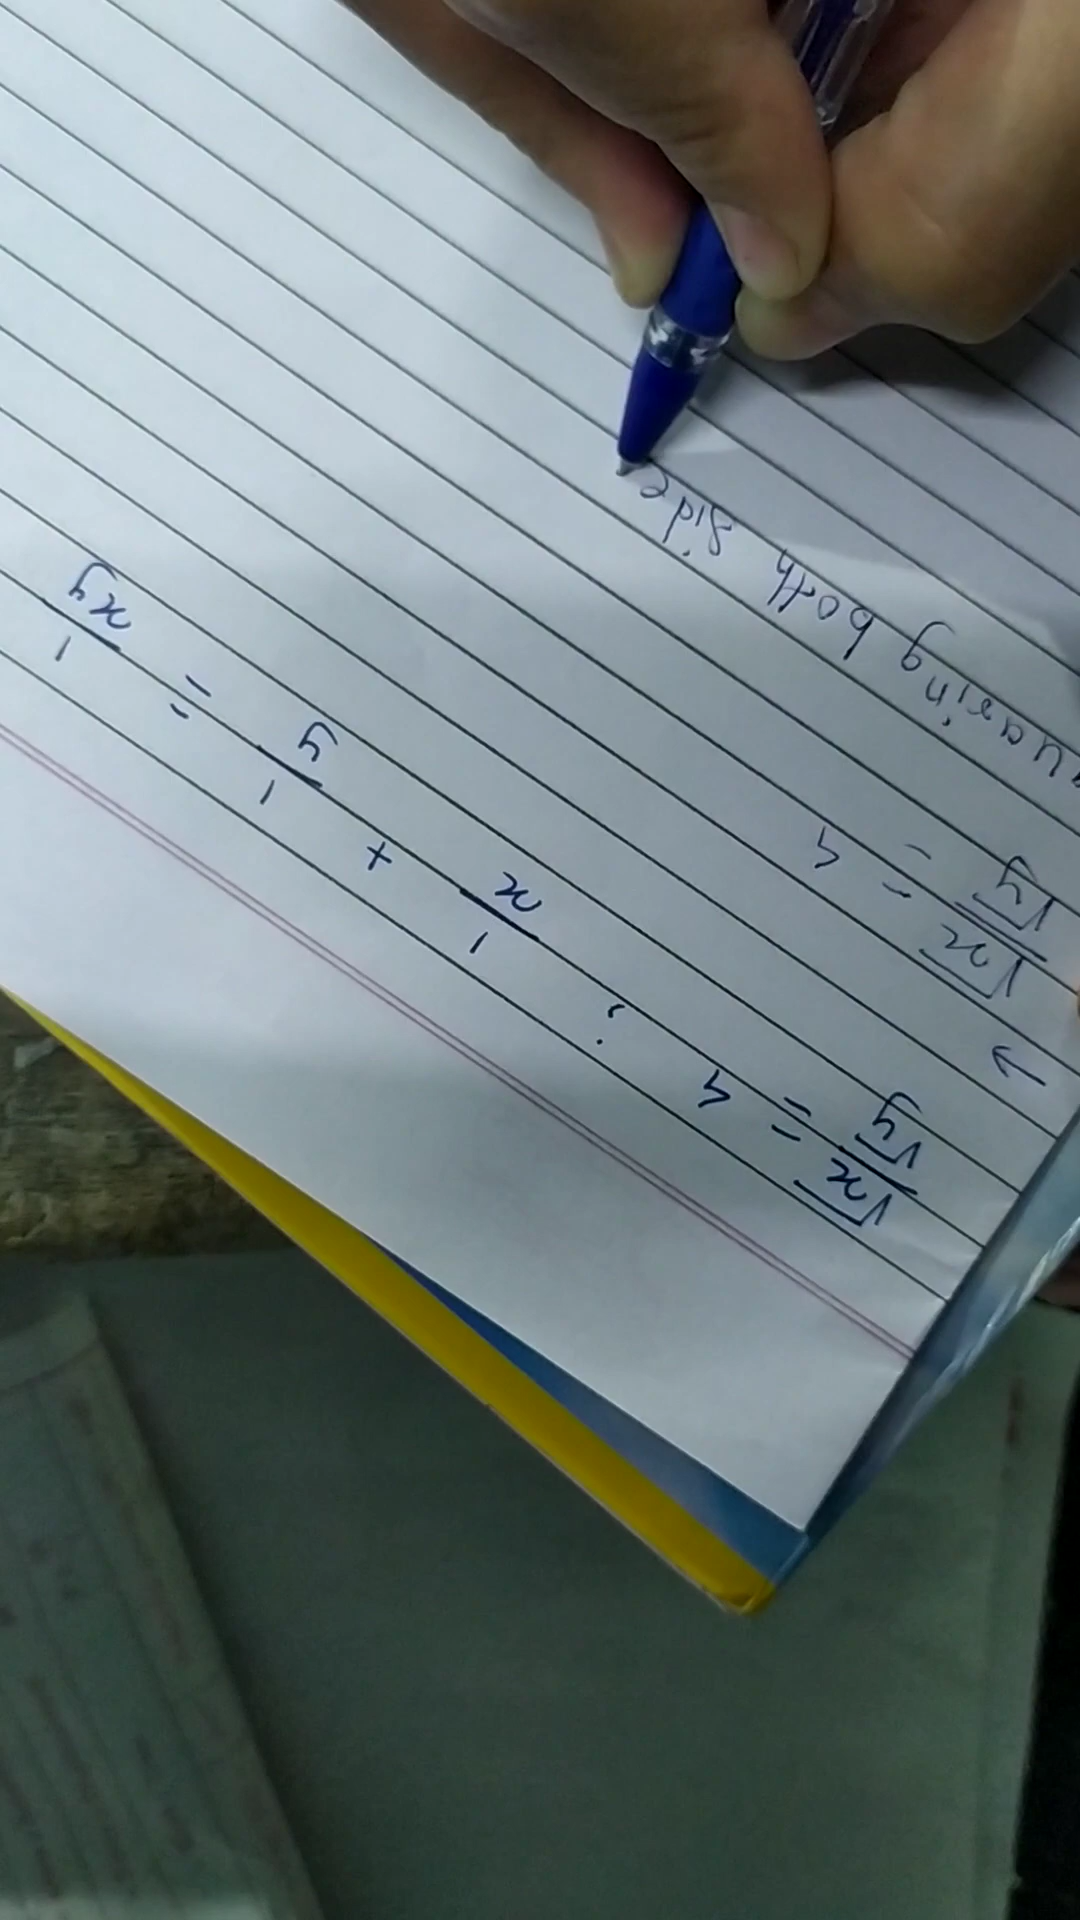 √x/√y = 4 ; 1/x + 1/y = 1/xy
→ √x/√y = 4
quaring both side